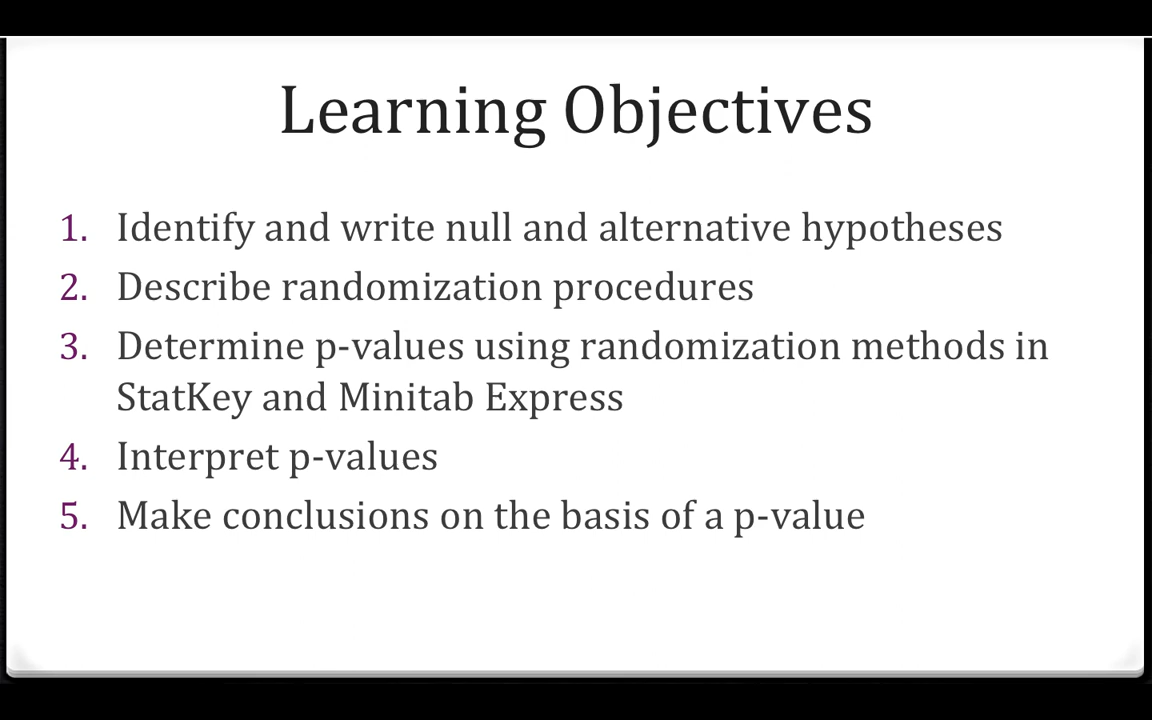 Learning Objectives
1. Identify and write null and alternative hypotheses
2. Describe randomization procedures
3. Determine p-values using randomization methods in
StatKey and Minitab Express
4. Interpret p-values
5. Make conclusions on the basis of a p-value